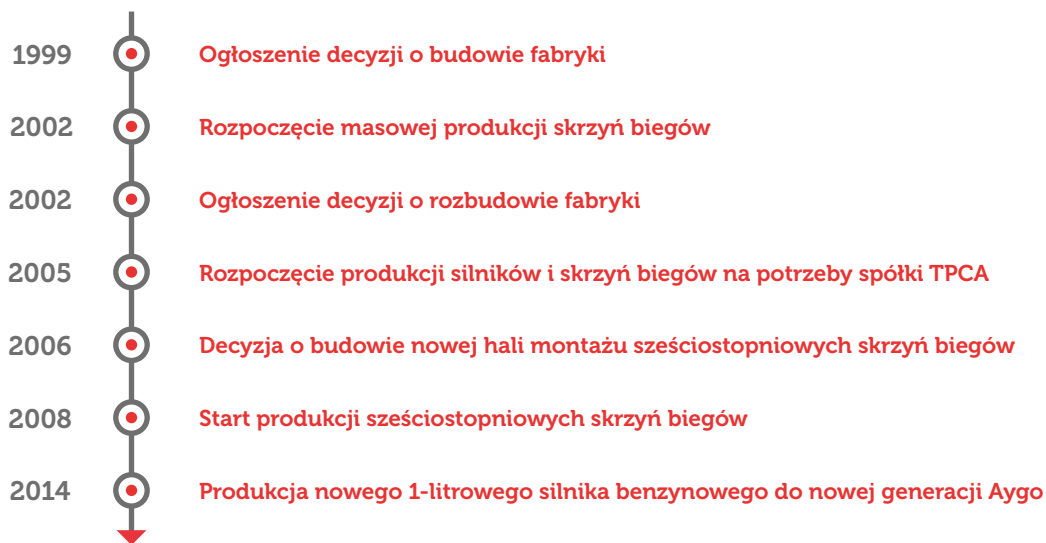 1999 Ogłoszenie decyzji o budowie fabryki
2002 Rozpoczęcie masowej produkcji skrzyń biegów
2002 Ogłoszenie decyzji o rozbudowie fabryki
2005 Rozpoczęcie produkcji silników i skrzyń biegów na potrzeby spółki TPCA
2006 Decyzja o budowie nowej hali montażu sześciostopniowych skrzyń biegów
2008 Start produkcji sześciostopniowych skrzyń biegów
2014 Produkcja nowego 1-litrowego silnika benzynowego do nowej generacji Aygo